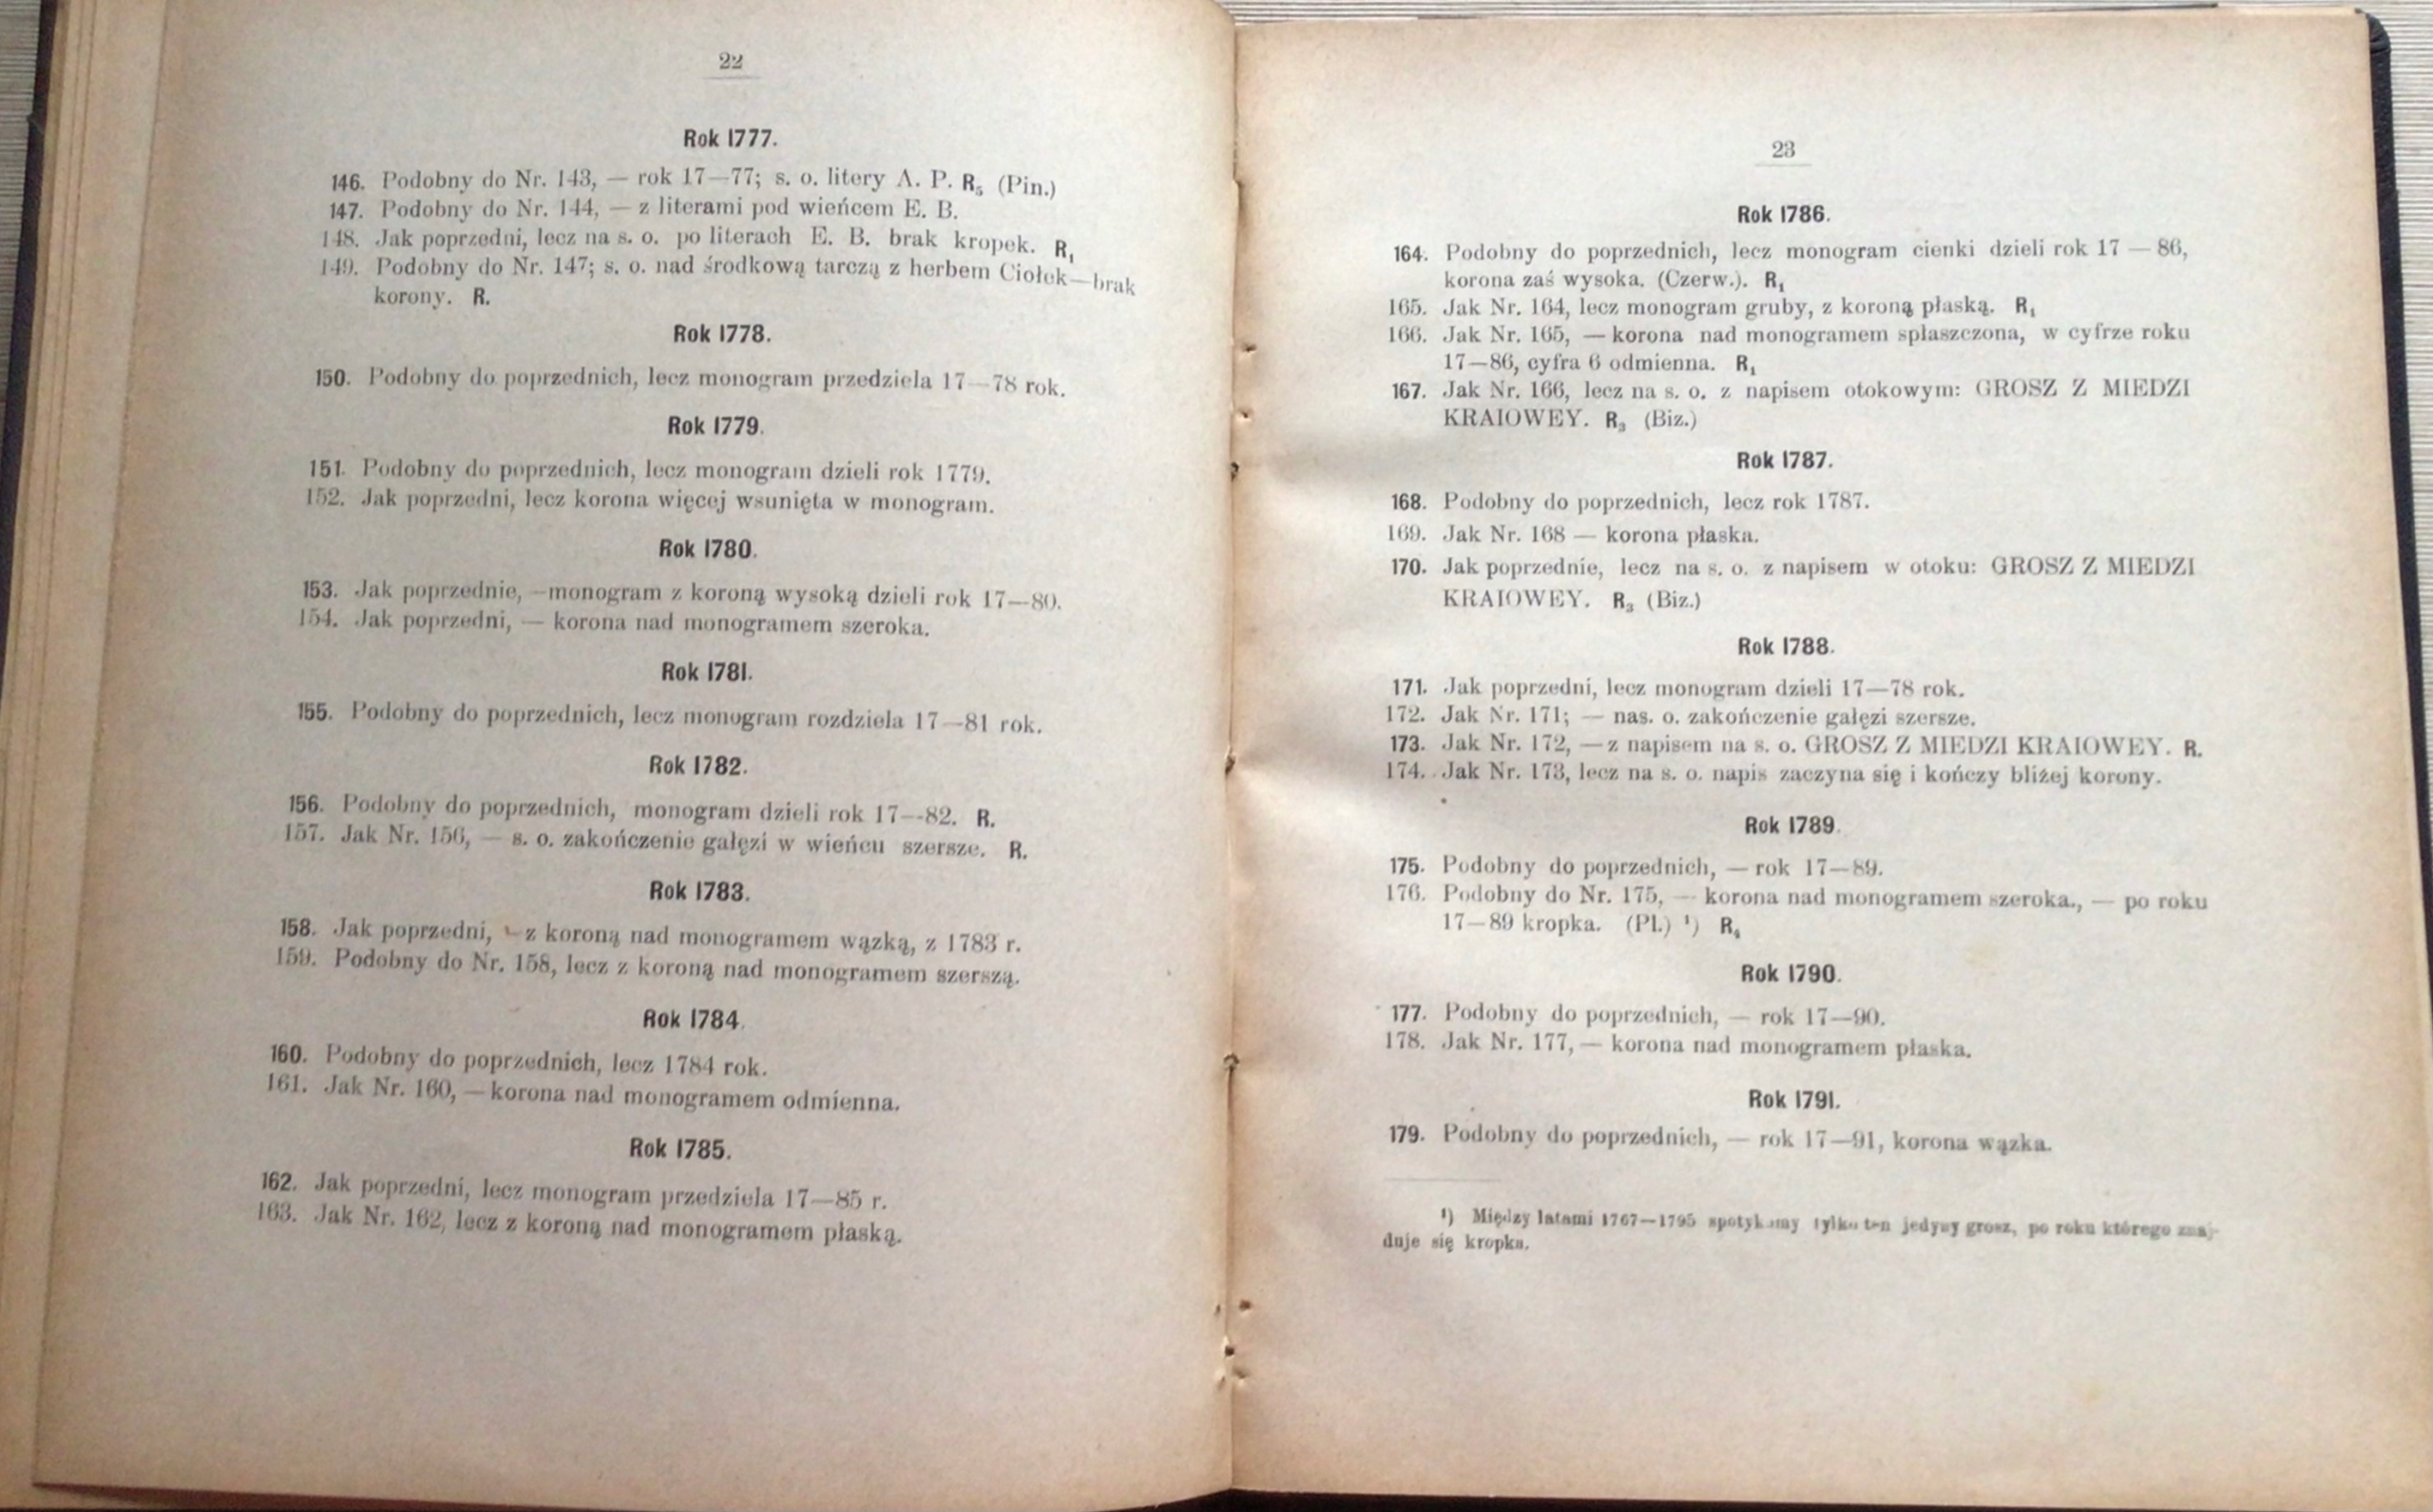 22
Rok 1777.
146. Podobny do Nr. 143, — rok 17—77; s. o. litery A. P. R₅ (Pin.)
147. Podobny do Nr. 144, — z literami pod wieńcem E. B.
148. Jak poprzedni, lecz na s. o. po literach E. B. brak kropek. R₁
149. Podobny do Nr. 147; s. o. nad środkową tarczą z herbem Ciołek—brak
korony. R.
Rok 1778.
150. Podobny do poprzednich, lecz monogram przedziela 17—78 rok.
Rok 1779.
151. Podobny do poprzednich, lecz monogram dzieli rok 1779.
152. Jak poprzedni, lecz korona więcej wsunięta w monogram.
Rok 1780.
153. Jak poprzednie, —monogram z koroną wysoką dzieli rok 17—80.
154. Jak poprzedni, — korona nad monogramem szeroka.
Rok 1781.
155. Podobny do poprzednich, lecz monogram rozdziela 17—81 rok.
Rok 1782.
156. Podobny do poprzednich, monogram dzieli rok 17—82. R.
157. Jak Nr. 156, — s. o. zakończenie gałęzi w wieńcu szersze. R.
Rok 1783.
158. Jak poprzedni, — z koroną nad monogramem wązką, z 1783 r.
159. Podobny do Nr. 158, lecz z koroną nad monogramem szerszą.
Rok 1784.
160. Podobny do poprzednich, lecz 1784 rok.
161. Jak Nr. 160, — korona nad monogramem odmienna.
Rok 1785.
162. Jak poprzedni, lecz monogram przedziela 17—85 r.
163. Jak Nr. 162, lecz z koroną nad monogramem płaską.
23
Rok 1786.
164. Podobny do poprzednich, lecz monogram cienki dzieli rok 17 — 86,
korona zaś wysoka. (Czerw.). R₁
165. Jak Nr. 164, lecz monogram gruby, z koroną płaską. R₁
166. Jak Nr. 165, — korona nad monogramem spłaszczona, w cyfrze roku
17—86, cyfra 6 odmienna. R₁
167. Jak Nr. 166, lecz na s. o. z napisem otokowym: GROSZ Z MIEDZI
KRAIOWEY. R₃ (Biz.)
Rok 1787.
168. Podobny do poprzednich, lecz rok 1787.
169. Jak Nr. 168 — korona płaska.
170. Jak poprzednie, lecz na s. o. z napisem w otoku: GROSZ Z MIEDZI
KRAIOWEY. R₃ (Biz.)
Rok 1788.
171. Jak poprzedni, lecz monogram dzieli 17—78 rok.
172. Jak Nr. 171; — nas. o. zakończenie gałęzi szersze.
173. Jak Nr. 172, — z napisem na s. o. GROSZ Z MIEDZI KRAIOWEY. R.
174. Jak Nr. 173, lecz na s. o. napis zaczyna się i kończy bliżej korony.
Rok 1789.
175. Podobny do poprzednich, — rok 17—89.
176. Podobny do Nr. 175, — korona nad monogramem szeroka., — po roku
17—89 kropka. (Pl.) ¹) R₄
Rok 1790.
177. Podobny do poprzednich, — rok 17—90.
178. Jak Nr. 177, — korona nad monogramem płaska.
Rok 1791.
179. Podobny do poprzednich, — rok 17—91, korona wązka.
¹) Między latami 1767—1795 spotykamy tylko ten jedyny grosz, po roku którego znaj-
duje się kropka.